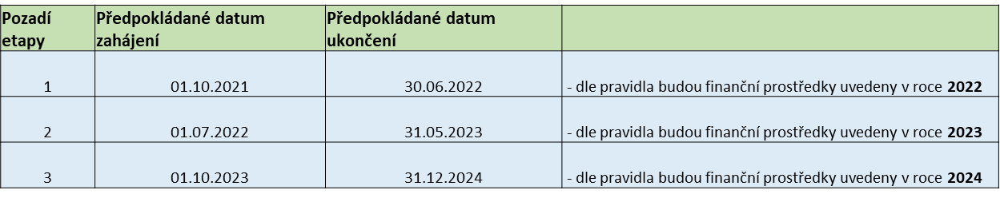 Pozadí etapy
Předpokládané datum zahájení
Předpokládané datum ukončení
1 01.10.2021 30.06.2022 - dle pravidla budou finanční prostředky uvedeny v roce 2022
2 01.07.2022 31.05.2023 - dle pravidla budou finanční prostředky uvedeny v roce 2023
3 01.10.2023 31.12.2024 - dle pravidla budou finanční prostředky uvedeny v roce 2024